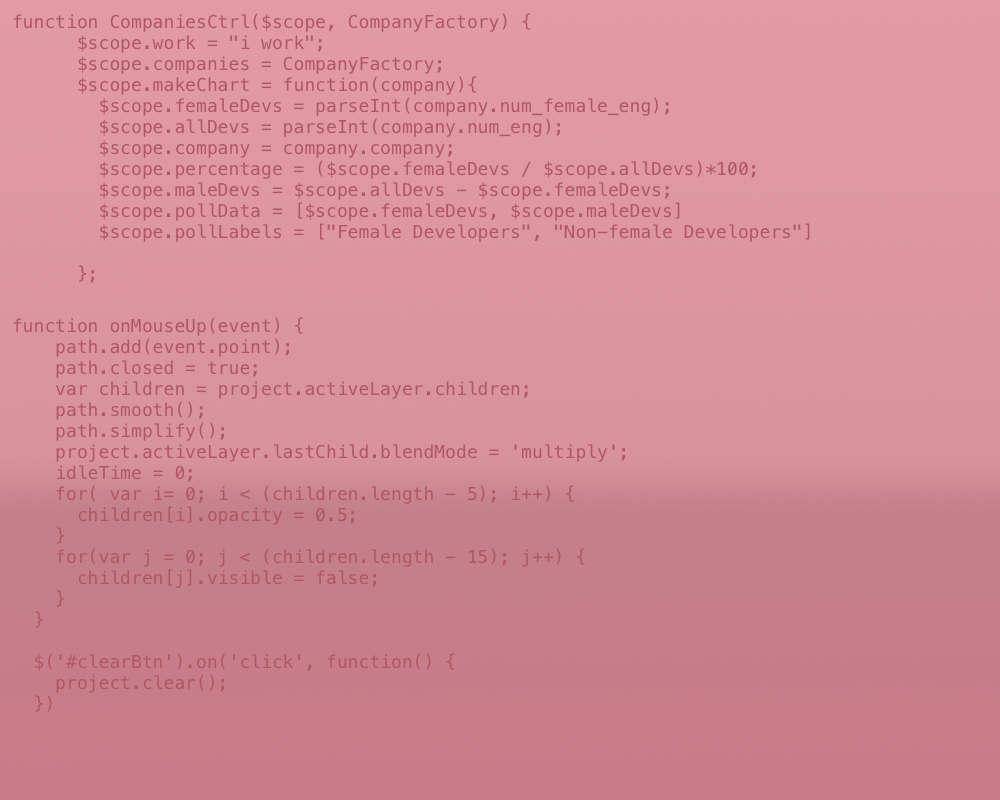 function CompaniesCtrl($scope, CompanyFactory) {
$scope.work = "i work";
$scope.companies = CompanyFactory;
$scope.makeChart = function(company){
$scope.femaleDevs = parseInt(company.num_female_eng);
$scope.allDevs = parseInt(company.num_eng);
$scope.company = company.company;
$scope.percentage = ($scope.femaleDevs / $scope.allDevs)*100;
$scope.maleDevs = $scope.allDevs - $scope.femaleDevs;
$scope.pollData = [$scope.femaleDevs, $scope.maleDevs]
$scope.pollLabels = ["Female Developers", "Non-female Developers"]
};
function onMouseUp(event) {
path.add(event.point);
path.closed = true;
var children = project.activeLayer.children;
path.smooth();
path.simplify();
project.activeLayer.lastChild.blendMode = 'multiply';
idleTime = 0;
for( var i= 0; i < (children.length - 5); i++) {
children[i].opacity = 0.5;
}
for(var j = 0; j < (children.length - 15); j++) {
children[j].visible = false;
}
}
$('#clearBtn').on('click', function() {
project.clear();
})